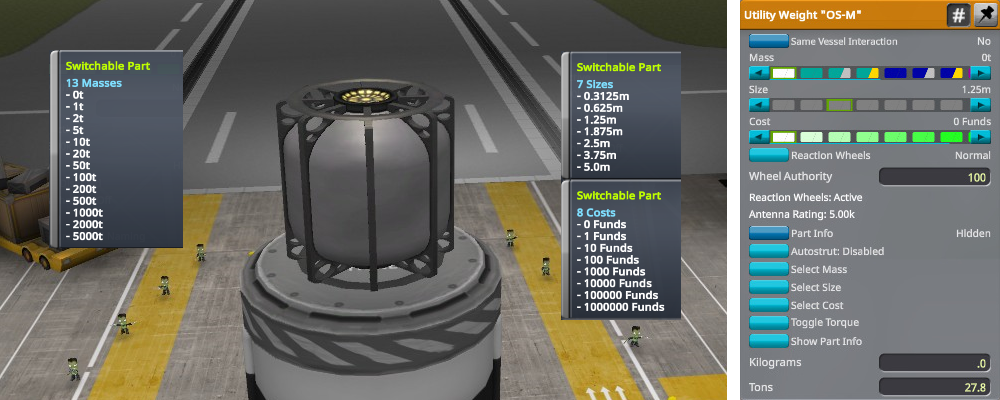 Switchable Part
13 Masses
- 0t
- 1t
- 2t
- 5t
- 10t
- 20t
- 50t
- 100t
- 200t
- 500t
- 1000t
- 2000t
- 5000t
Switchable Part
7 Sizes
- 0.3125m
- 0.625m
- 1.25m
- 1.875m
- 2.5m
- 3.75m
- 5.0m
Switchable Part
8 Costs
- 0 Funds
- 1 Funds
- 10 Funds
- 100 Funds
- 1000 Funds
- 10000 Funds
- 100000 Funds
- 1000000 Funds
Utility Weight "OS-M" #
Same Vessel Interaction No
Mass 0t
Size 1.25m
Cost 0 Funds
Reaction Wheels Normal
Wheel Authority 100
Reaction Wheels: Active
Antenna Rating: 5.00k
Part Info Hidden
Autostrut: Disabled
Select Mass
Select Size
Select Cost
Toggle Torque
Show Part Info
Kilograms .0
Tons 27.8